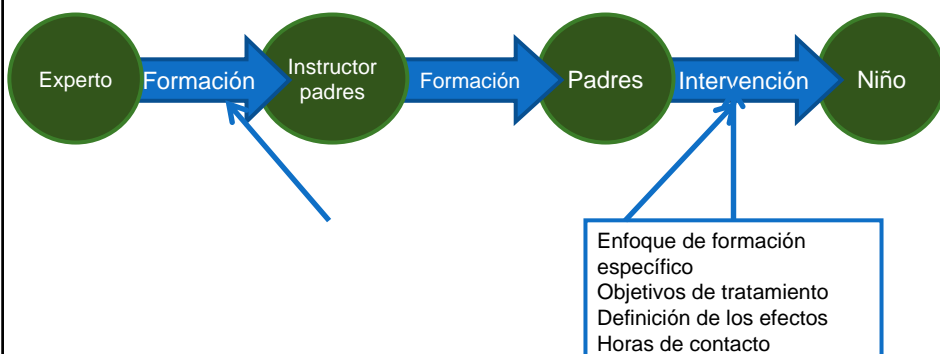 Experto
Formación
Instructor
padres
Formación
Padres
Intervención
Niño
Enfoque de formación
específico
Objetivos de tratamiento
Definición de los efectos
Horas de contacto